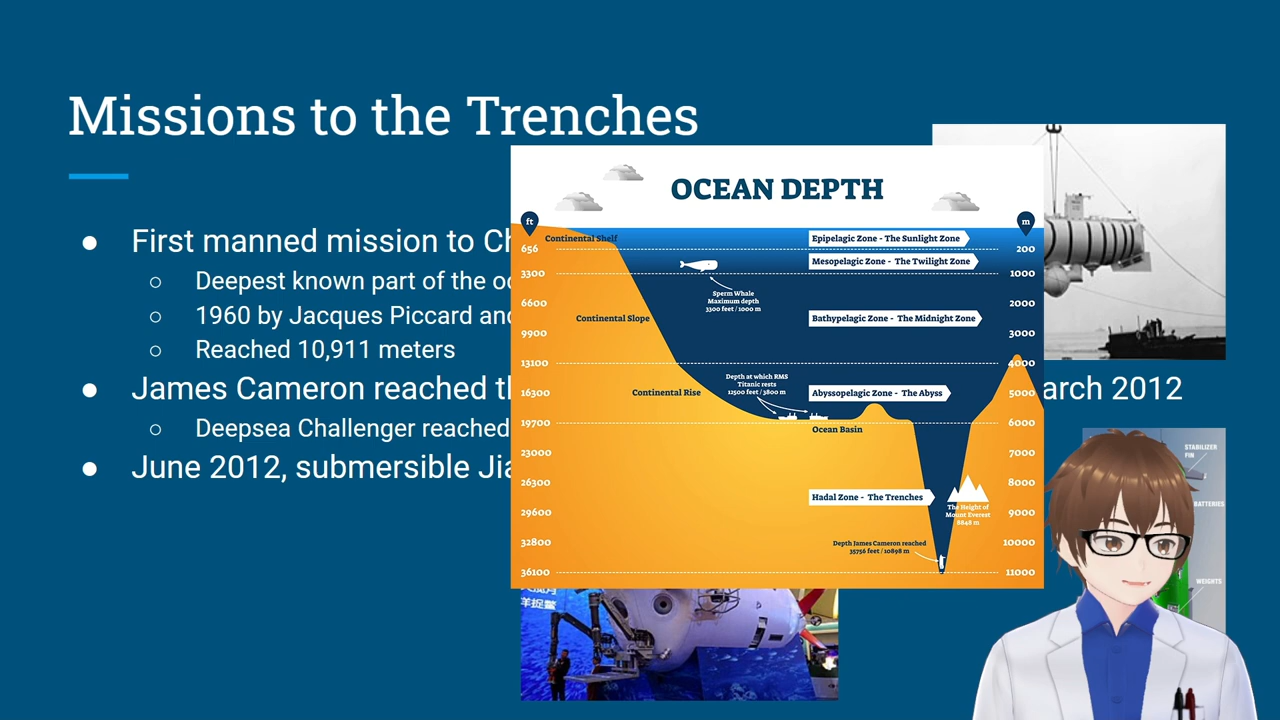 Missions to the Trenches
First manned mission to Ch
Deepest known part of the oc
1960 by Jacques Piccard and
Reached 10,911 meters
James Cameron reached th
arch 2012
Deepsea Challenger reached
June 2012, submersible Jia
OCEAN DEPTH
ft
m
Continental Shelf
Epipelagic Zone - The Sunlight Zone
656
200
Mesopelagic Zone - The Twilight Zone
3300
1000
Sperm Whale
Maximum depth
3300 feet / 1000 m
6600
2000
Continental Slope
Bathypelagic Zone - The Midnight Zone
9900
3000
13100
4000
Depth at which RMS
Titanic rests
12500 feet / 3800 m
16300
Continental Rise
Abyssopelagic Zone - The Abyss
5000
19700
6000
Ocean Basin
23000
7000
26300
8000
Hadal Zone - The Trenches
The Height of
Mount Everest
8848 m
29600
9000
32800
10000
Depth James Cameron reached
35756 feet / 10898 m
36100
11000
STABILIZER
FIN
BATTERIES
WEIGHTS
洋捉鳖